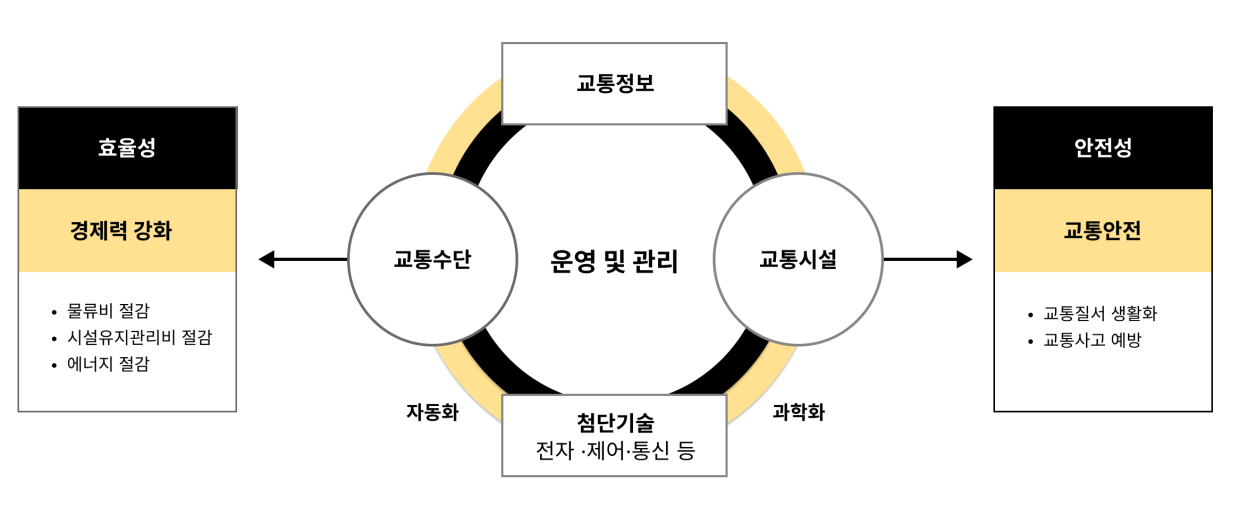 효율성
경제력 강화
• 물류비 절감
• 시설유지관리비 절감
• 에너지 절감
교통정보
교통수단
운영 및 관리
교통시설
자동화
과학화
첨단기술
전자 ·제어·통신 등
안전성
교통안전
• 교통질서 생활화
• 교통사고 예방